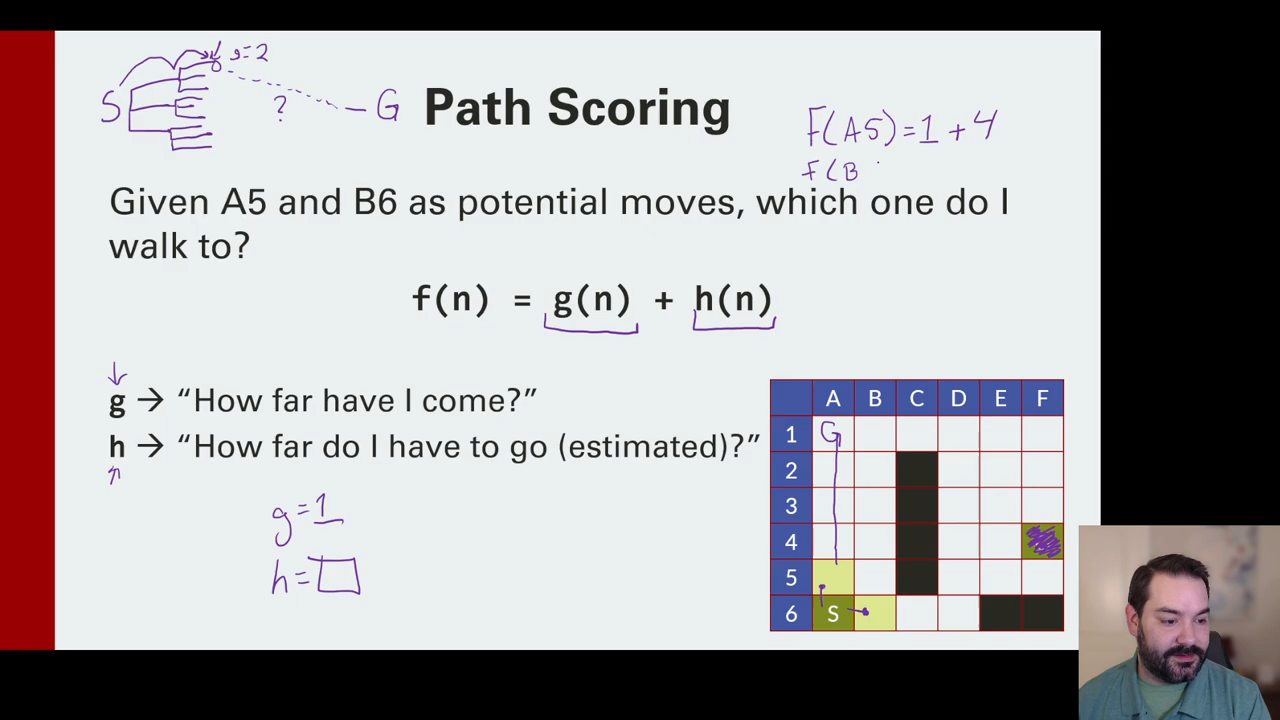 S g=2 ? G
Path Scoring
F(A5)=1+4
F(B
Given A5 and B6 as potential moves, which one do I
walk to?
f(n) = g(n) + h(n)
g → “How far have I come?”
h → “How far do I have to go (estimated)?”
g=1
h=
A B C D E F
1 G
2
3
4
5
6 S